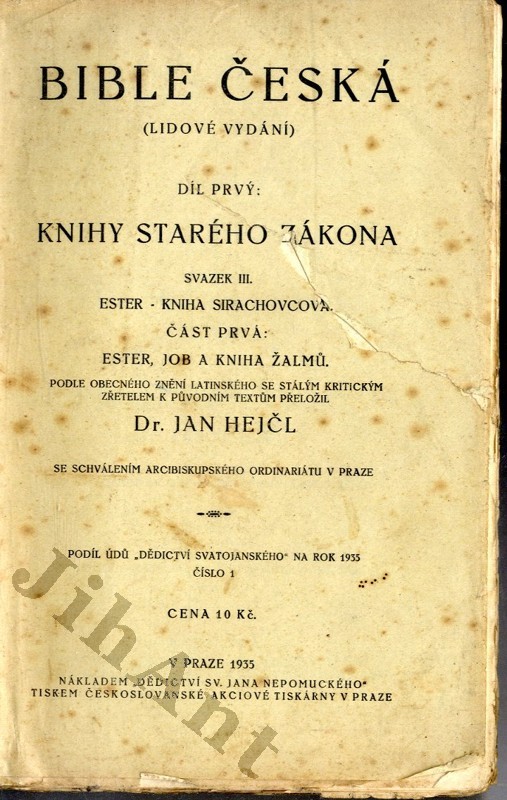 BIBLE ČESKÁ
(LIDOVÉ VYDÁNÍ)
DÍL PRVÝ:
KNIHY STARÉHO ZÁKONA
SVAZEK III.
ESTER - KNIHA SIRACHOVCOVA.
ČÁST PRVÁ:
ESTER, JOB A KNIHA ŽALMŮ.
PODLE OBECNÉHO ZNĚNÍ LATINSKÉHO SE STÁLÝM KRITICKÝM
ZŘETELEM K PŮVODNÍM TEXTŮM PŘELOŽIL
Dr. JAN HEJČL
SE SCHVÁLENÍM ARCIBISKUPSKÉHO ORDINARIÁTU V PRAZE
PODÍL ÚDŮ „DĚDICTVÍ SVATOJANSKÉHO“ NA ROK 1935
ČÍSLO 1
CENA 10 Kč.
V PRAZE 1935
NÁKLADEM „DĚDICTVÍ SV. JANA NEPOMUCKÉHO“
TISKEM ČESKOSLOVANSKÉ AKCIOVÉ TISKÁRNY V PRAZE
JihAnt